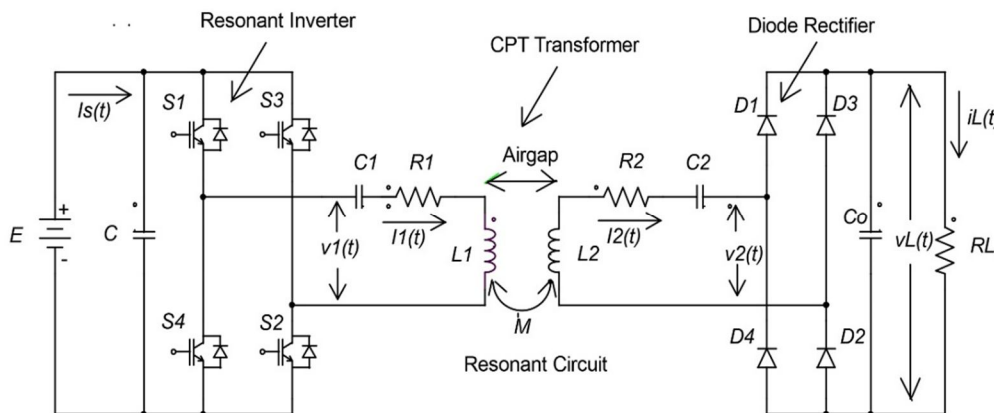 Resonant Inverter
CPT Transformer
Diode Rectifier
Is(t)
S1
S3
D1
D3
iL(t)
Airgap
C1
R1
R2
C2
E
+
-
C
v1(t)
I1(t)
L1
L2
I2(t)
v2(t)
Co
vL(t)
RL
M
S4
S2
D4
D2
Resonant Circuit